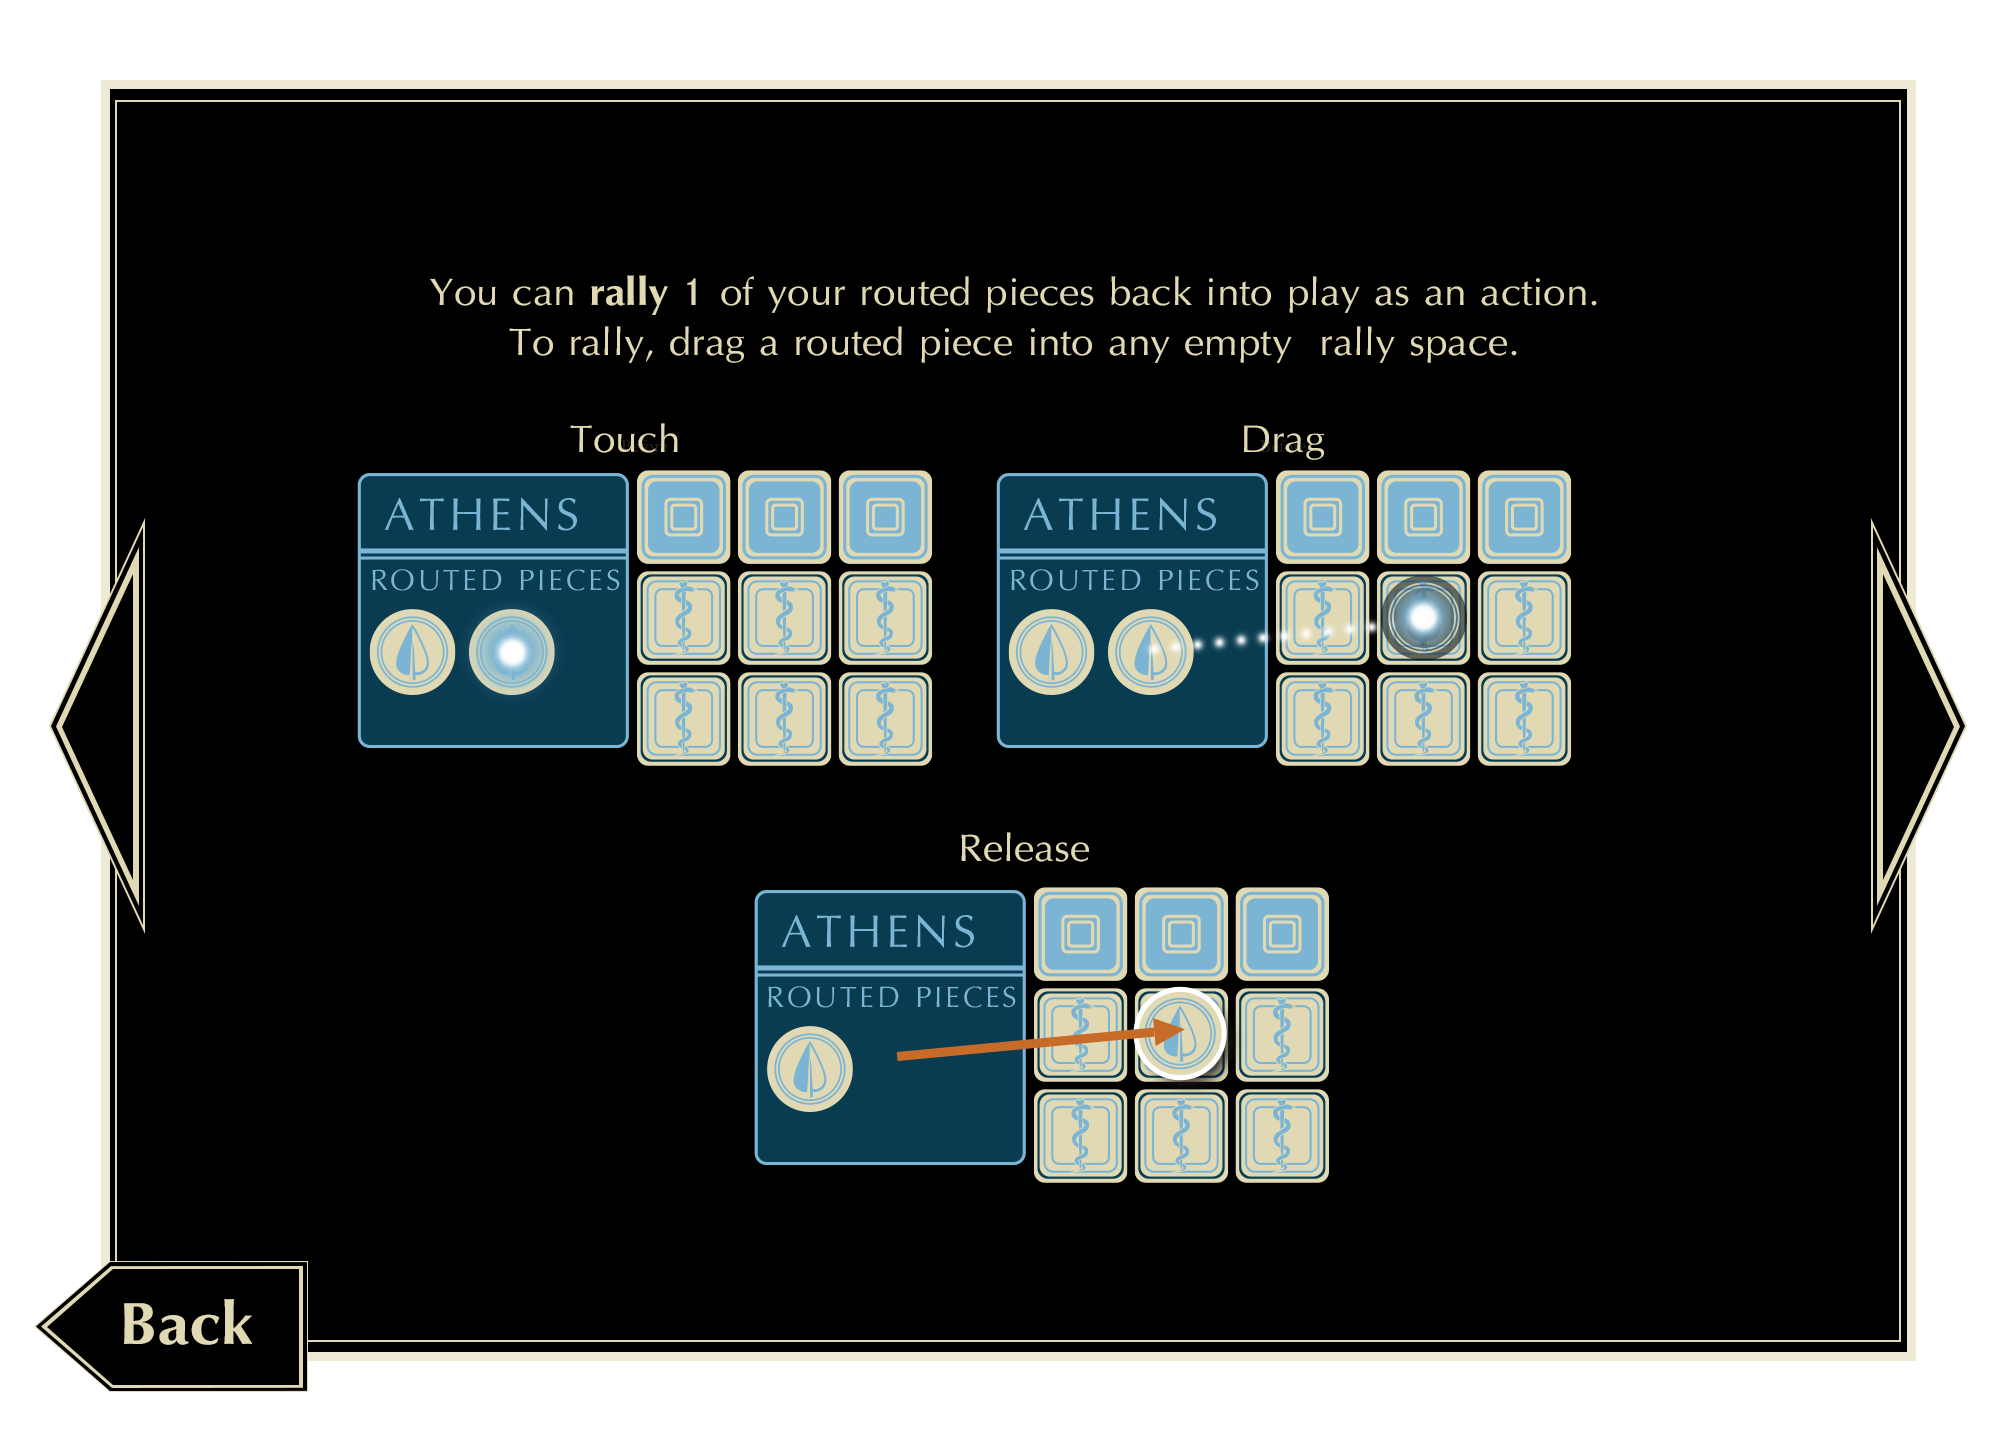 You can rally 1 of your routed pieces back into play as an action.
To rally, drag a routed piece into any empty rally space.
Touch
Drag
ATHENS
ROUTED PIECES
ATHENS
ROUTED PIECES
Release
ATHENS
ROUTED PIECES
Back